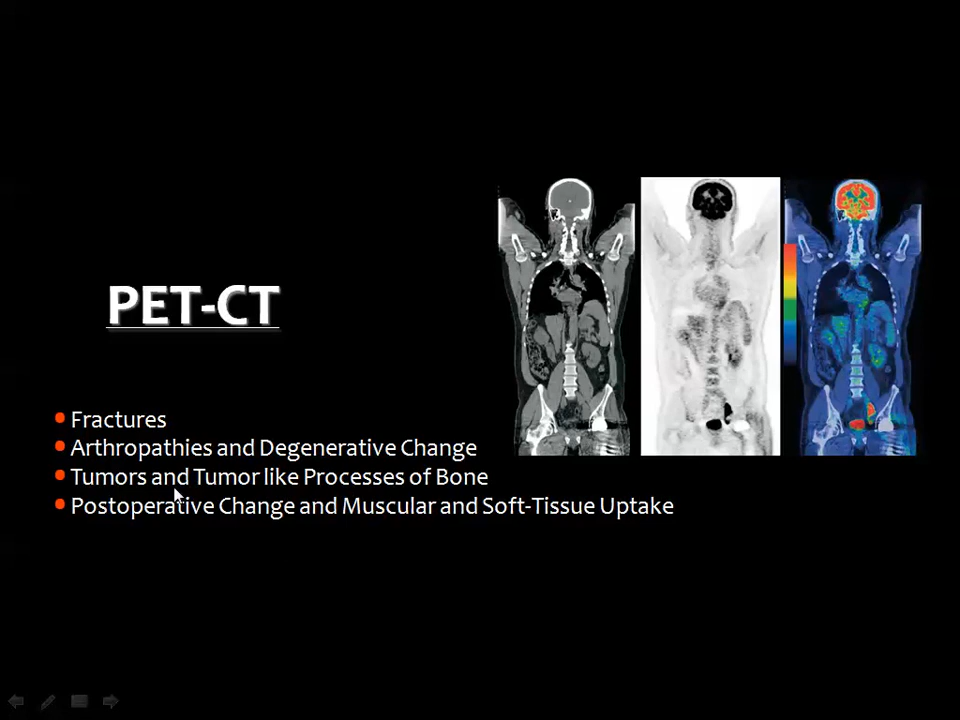 PET-CT
Fractures
Arthropathies and Degenerative Change
Tumors and Tumor like Processes of Bone
Postoperative Change and Muscular and Soft-Tissue Uptake